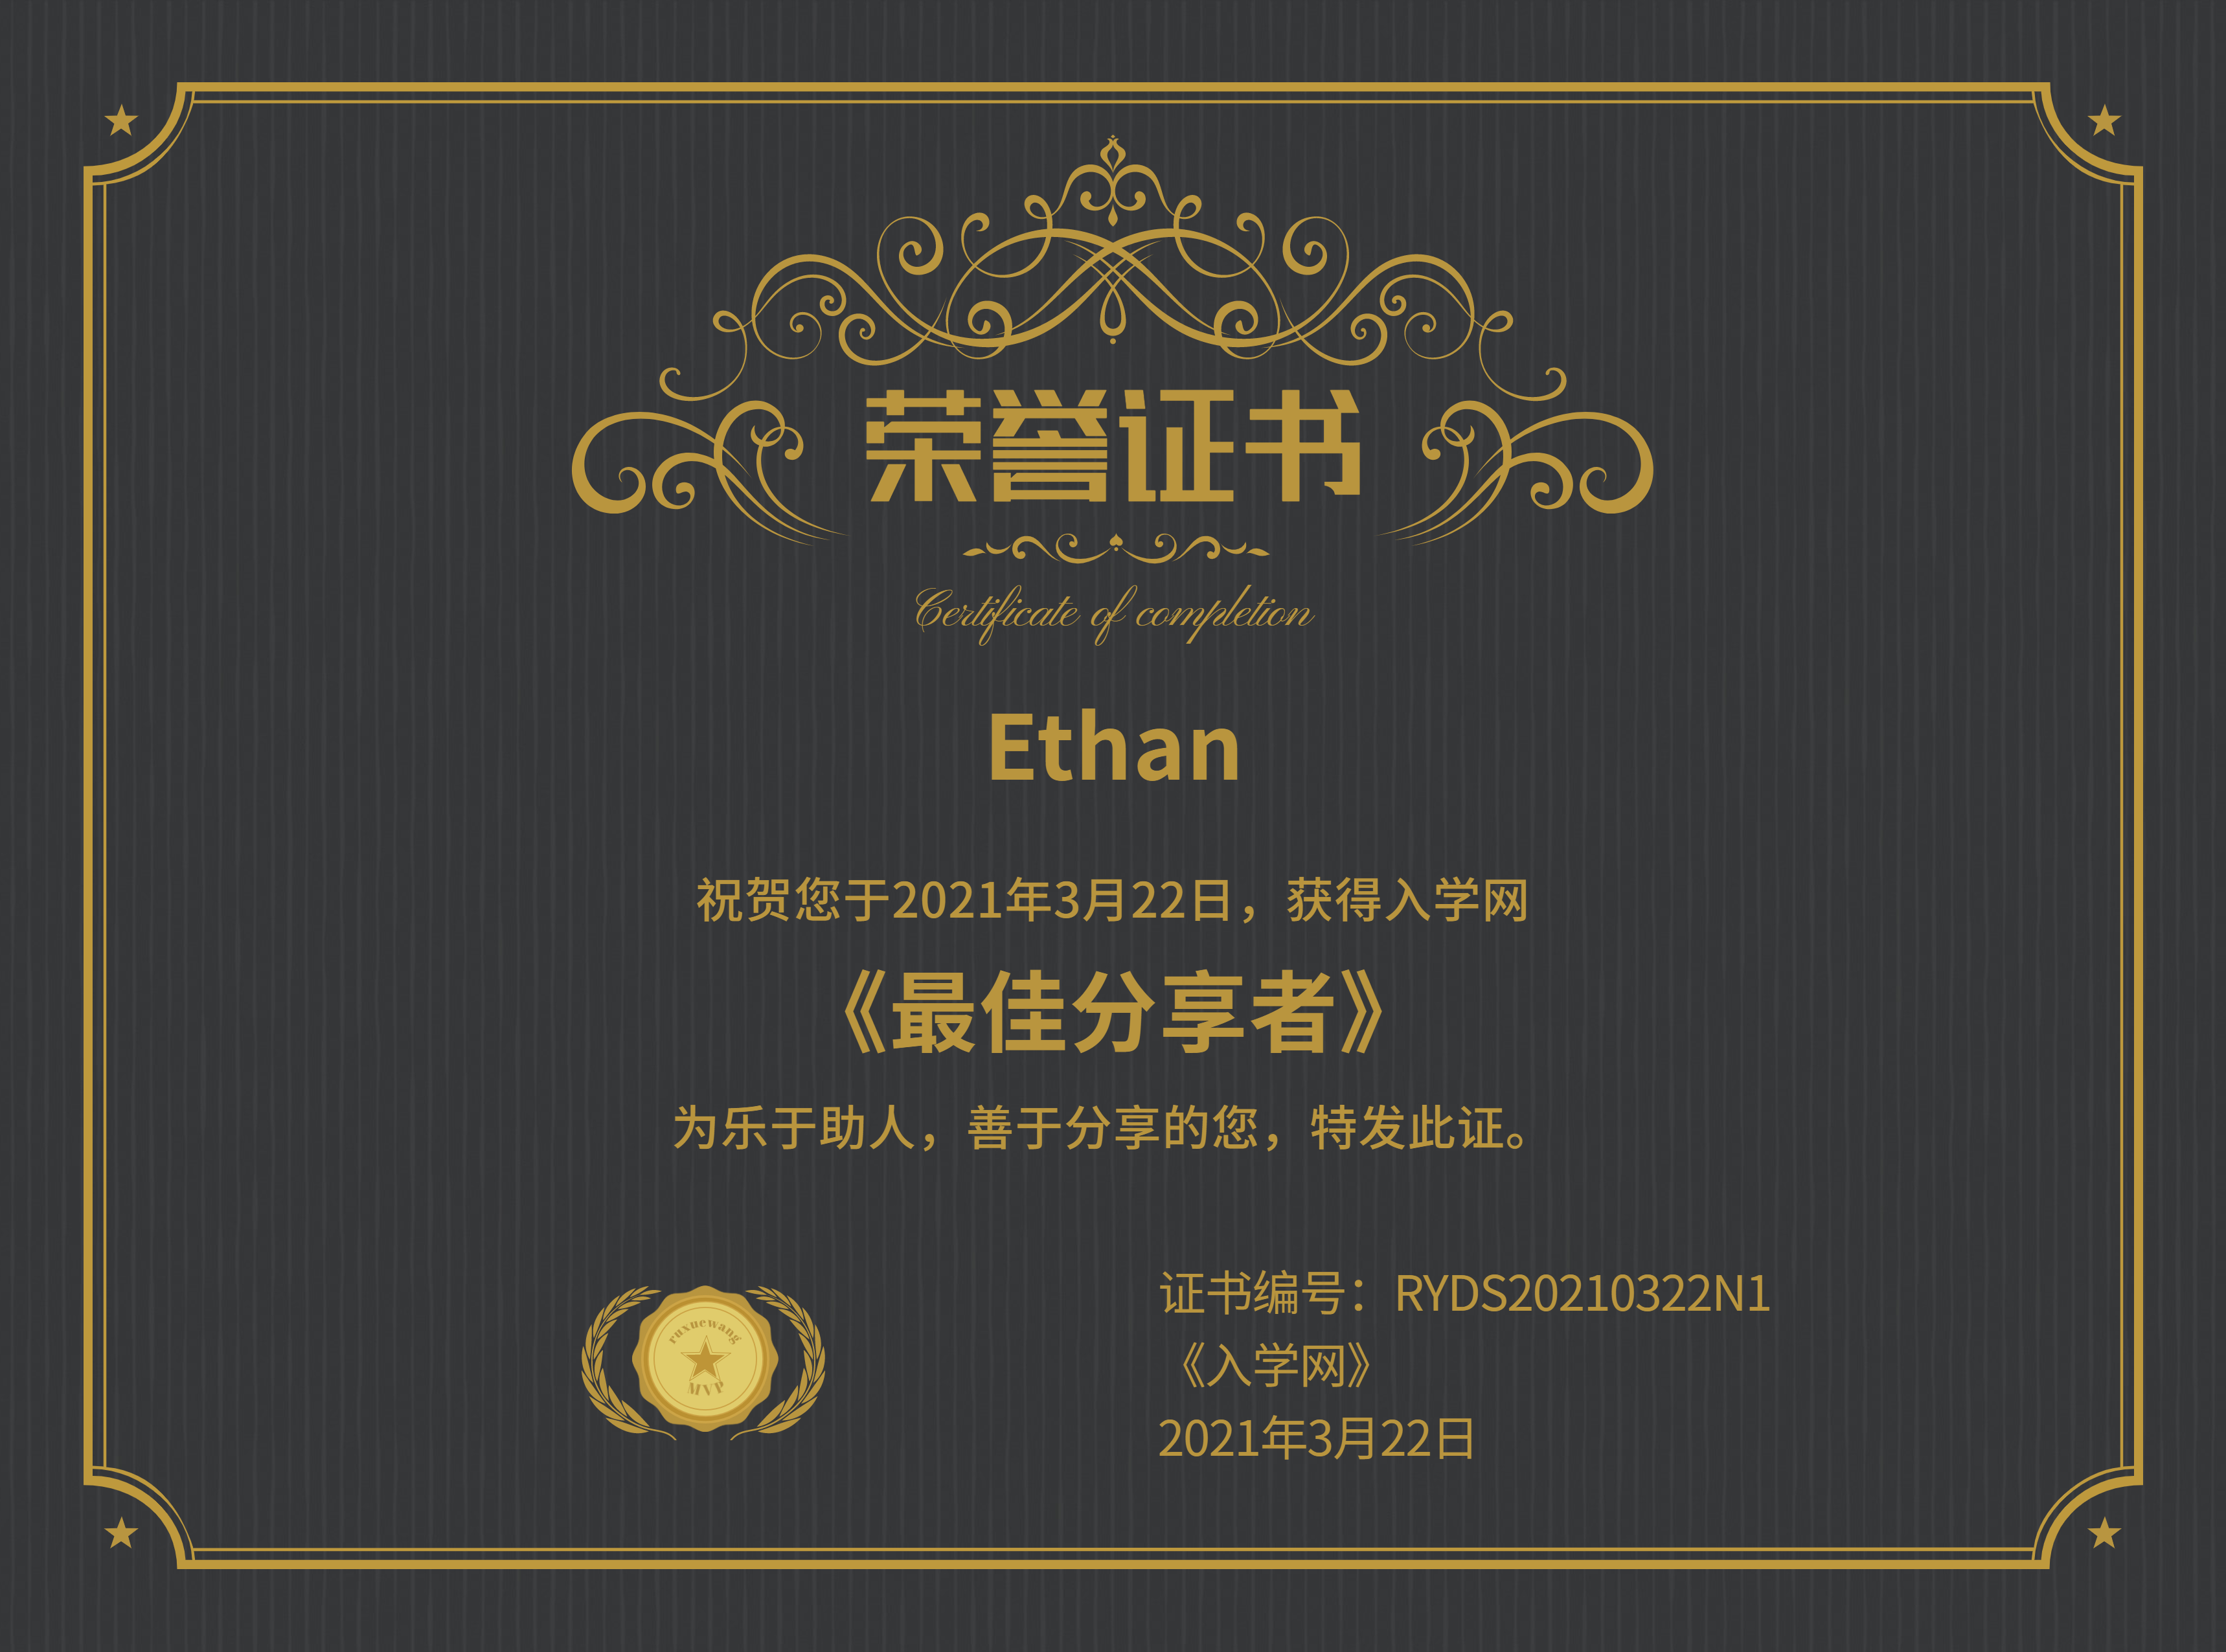 荣誉证书
Certificate of completion
Ethan
祝贺您于2021年3月22日，获得入学网
《最佳分享者》
为乐于助人，善于分享的您，特发此证。
ruxuewang
MVP
证书编号：RYDS20210322N1
《入学网》
2021年3月22日